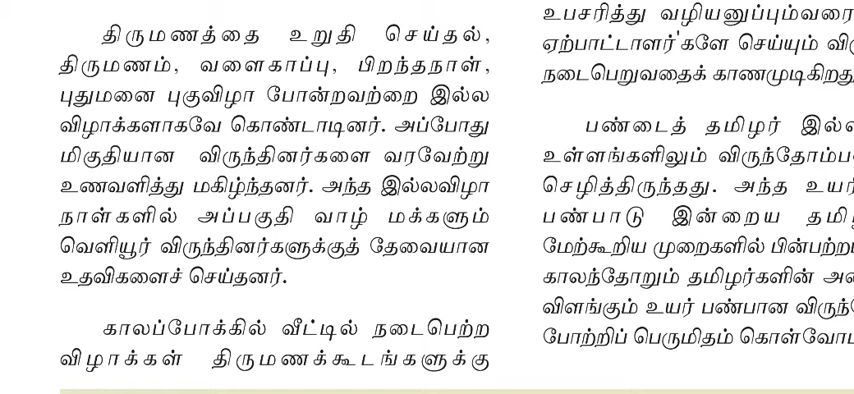 திருமணத்தை உறுதி செய்தல்,
திருமணம், வளைகாப்பு, பிறந்தநாள்,
புதுமனை புகுவிழா போன்றவற்றை இல்ல
விழாக்களாகவே கொண்டாடினர். அப்போது
மிகுதியான விருந்தினர்களை வரவேற்று
உணவளித்து மகிழ்ந்தனர். அந்த இல்லவிழா
நாள்களில் அப்பகுதி வாழ் மக்களும்
வெளியூர் விருந்தினர்களுக்குத் தேவையான
உதவிகளைச் செய்தனர்.
காலப்போக்கில் வீட்டில் நடைபெற்ற
விழாக்கள் திருமணக்கூடங்களுக்கு
உபசரித்து வழியனுப்பும்வரை
ஏற்பாட்டாளர்'களே செய்யும்
நடைபெறுவதைக் காணமுடிகிறது
பண்டைத் தமிழர்
உள்ளங்களிலும்
செழித்திருந்தது. அந்த
பண்பாடு இன்றைய
மேற்கூறிய முறைகளில்
காலந்தோறும் தமிழர்களின்
விளங்கும் உயர் பண்பான
போற்றிப் பெருமிதம்